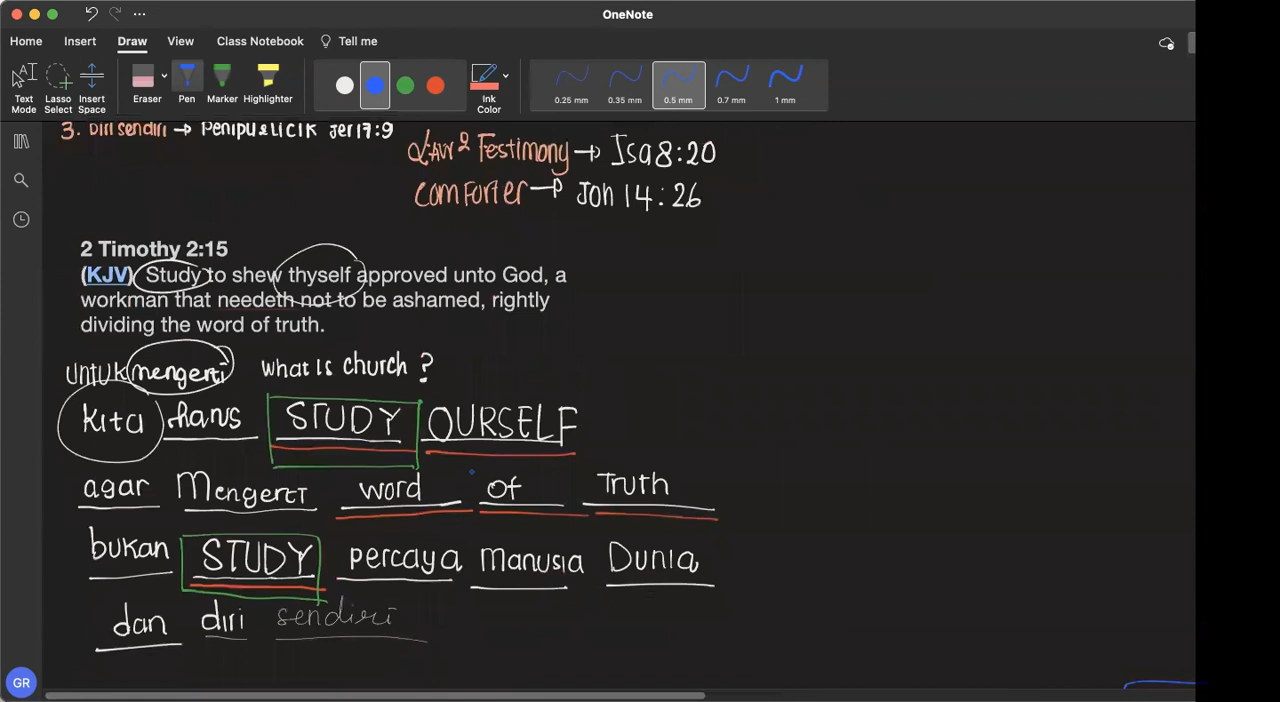 OneNote
Home Insert Draw View Class Notebook Tell me
Text Mode Lasso Select Insert Space Eraser Pen Marker Highlighter Ink Color 0.25 mm 0.35 mm 0.5 mm 0.7 mm 1 mm
3. Diri sendiri → Penipu & LICIK Jer 17:9
LAW & Testimony → Isa 8:20
comForter → Joh 14:26
2 Timothy 2:15
(KJV) Study to shew thyself approved unto God, a
workman that needeth not to be ashamed, rightly
dividing the word of truth.
UNTUK mengerti what is church?
kita harus STUDY OURSELF
agar Mengerti word of Truth
bukan STUDY percaya Manusia Dunia
dan diri sendiri
GR